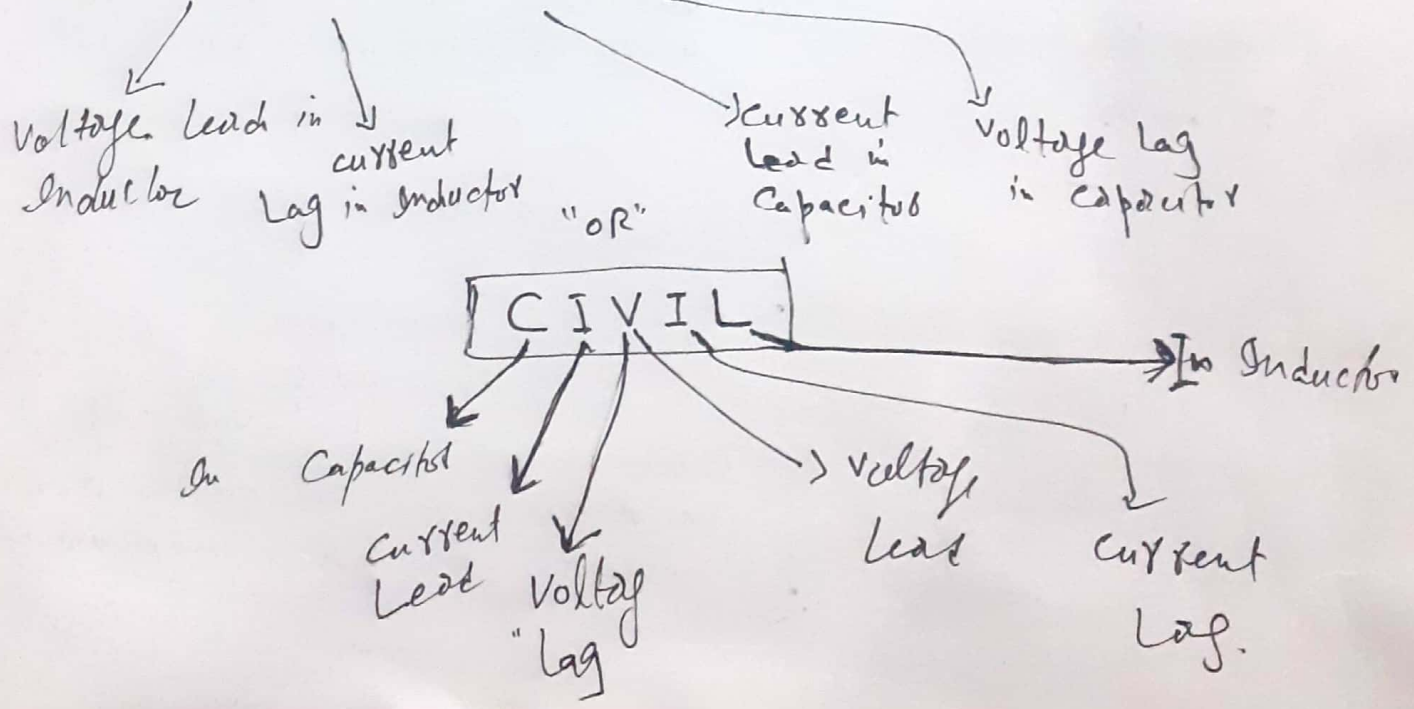 Voltage Lead in
Inductor
current
Lag in Inductor
current
Lead in
Capacitor
Voltage Lag
in Capacitor
"OR"
CIVIL
In Inductor
In Capacitor
Current
Lead
Voltag
"Lag
Voltage
Lead
Current
Lag.